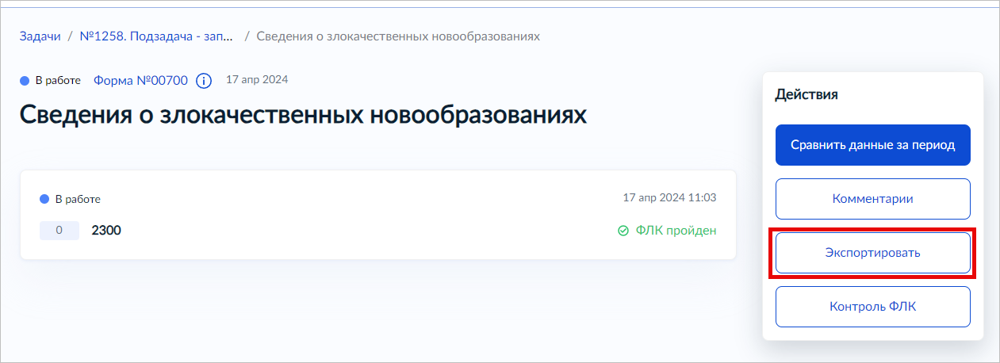 Задачи / №1258. Подзадача - зап... / Сведения о злокачественных новообразованиях
В работе Форма №00700 17 апр 2024
Сведения о злокачественных новообразованиях
В работе 17 апр 2024 11:03
0 2300 ФЛК пройден
Действия
Сравнить данные за период
Комментарии
Экспортировать
Контроль ФЛК